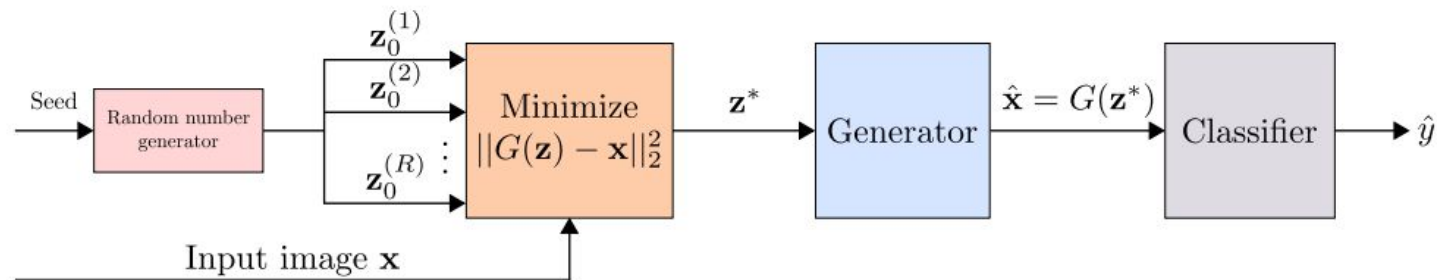 Seed
Random number
generator
z₀⁽¹⁾
z₀⁽²⁾
⋮
z₀⁽ᴿ⁾
Input image x
Minimize
||G(z) − x||₂²
z*
Generator
x̂ = G(z*)
Classifier
ŷ